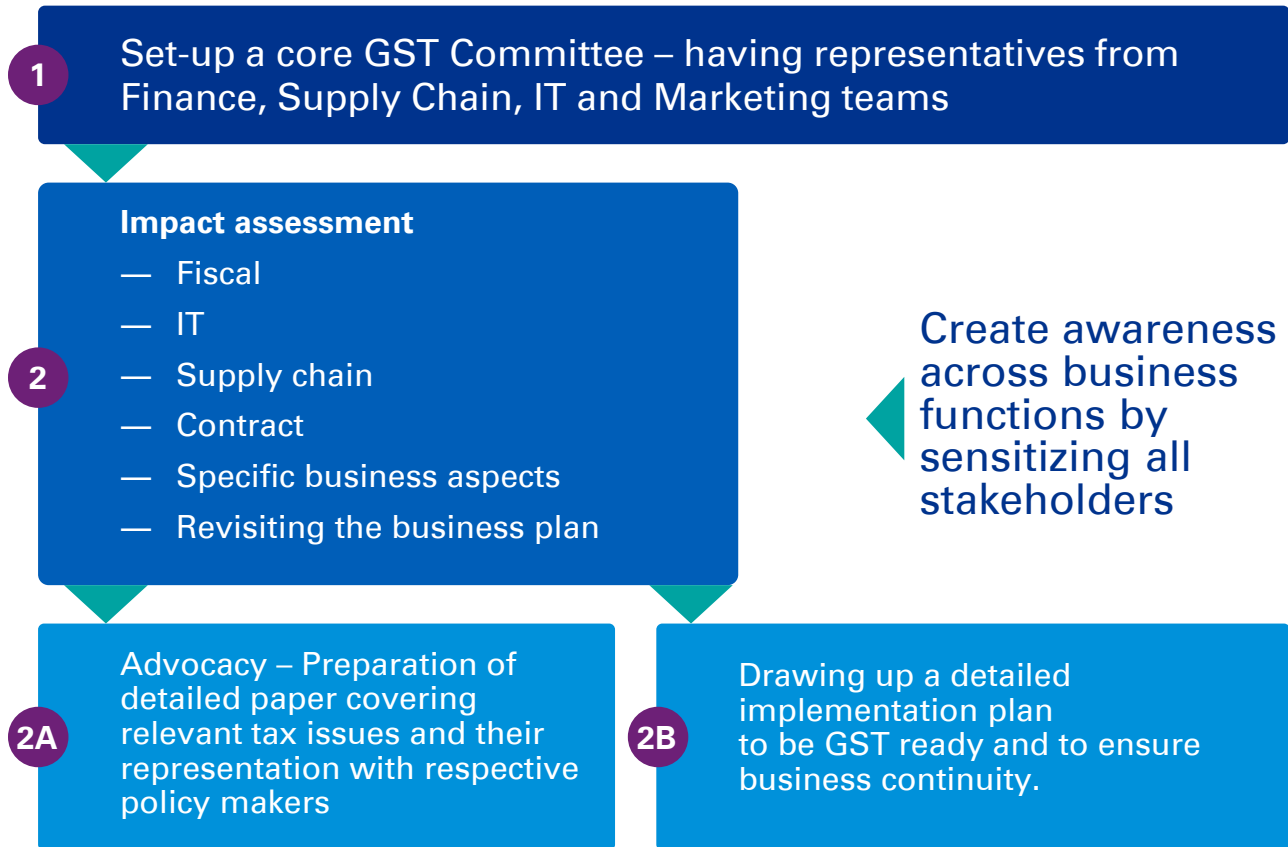 1
Set-up a core GST Committee – having representatives from
Finance, Supply Chain, IT and Marketing teams
2
Impact assessment
— Fiscal
— IT
— Supply chain
— Contract
— Specific business aspects
— Revisiting the business plan
Create awareness
across business
functions by
sensitizing all
stakeholders
2A
Advocacy – Preparation of
detailed paper covering
relevant tax issues and their
representation with respective
policy makers
2B
Drawing up a detailed
implementation plan
to be GST ready and to ensure
business continuity.